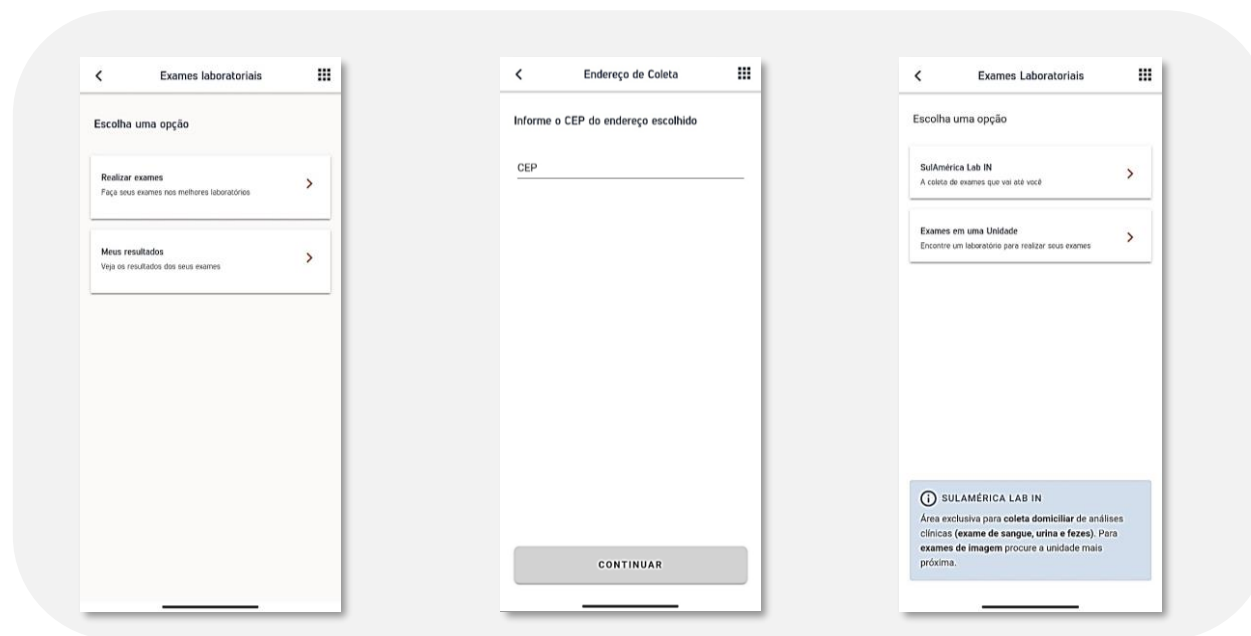 Exames laboratoriais
Escolha uma opção
Realizar exames
Faça seus exames nos melhores laboratórios
Meus resultados
Veja os resultados dos seus exames
Endereço de Coleta
Informe o CEP do endereço escolhido
CEP
CONTINUAR
Exames Laboratoriais
Escolha uma opção
SulAmérica Lab IN
A coleta de exames que vai até você
Exames em uma Unidade
Encontre um laboratório para realizar seus exames
SULAMÉRICA LAB IN
Área exclusiva para coleta domiciliar de análises
clínicas (exame de sangue, urina e fezes). Para
exames de imagem procure a unidade mais
próxima.